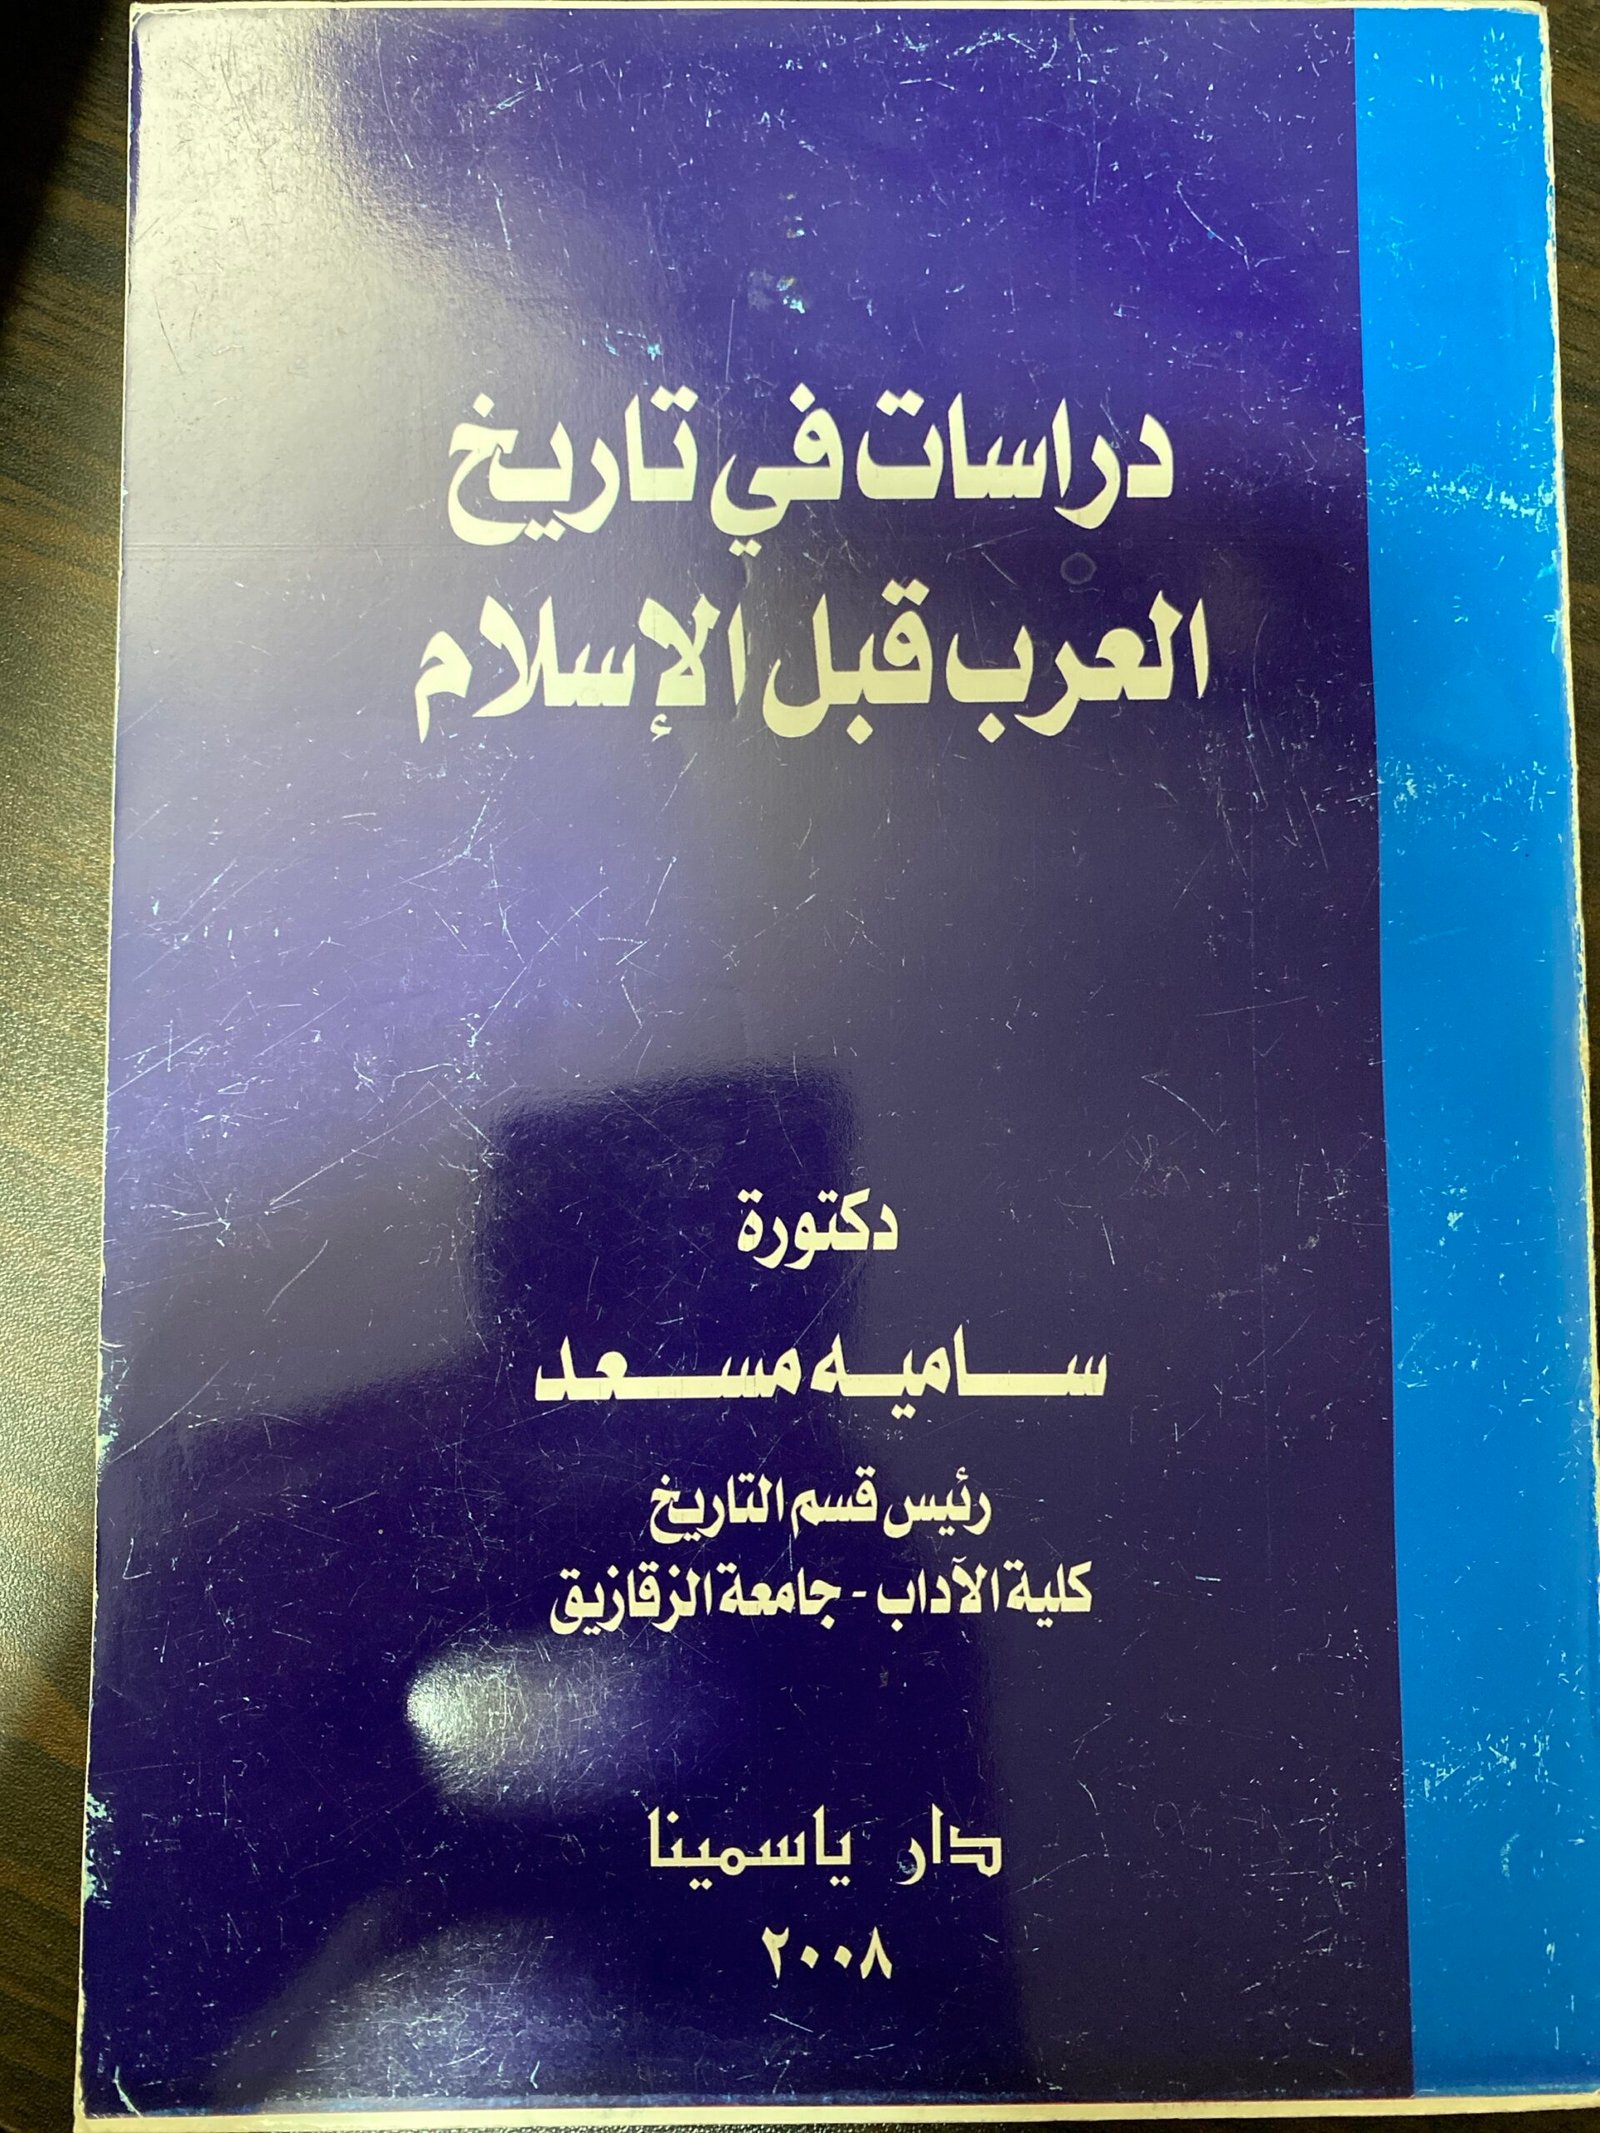 دراسات في تاريخ
العرب قبل الإسلام
دكتورة
ساميه مسعد
رئيس قسم التاريخ
كلية الآداب - جامعة الزقازيق
دار ياسمينا
٢٠٠٨